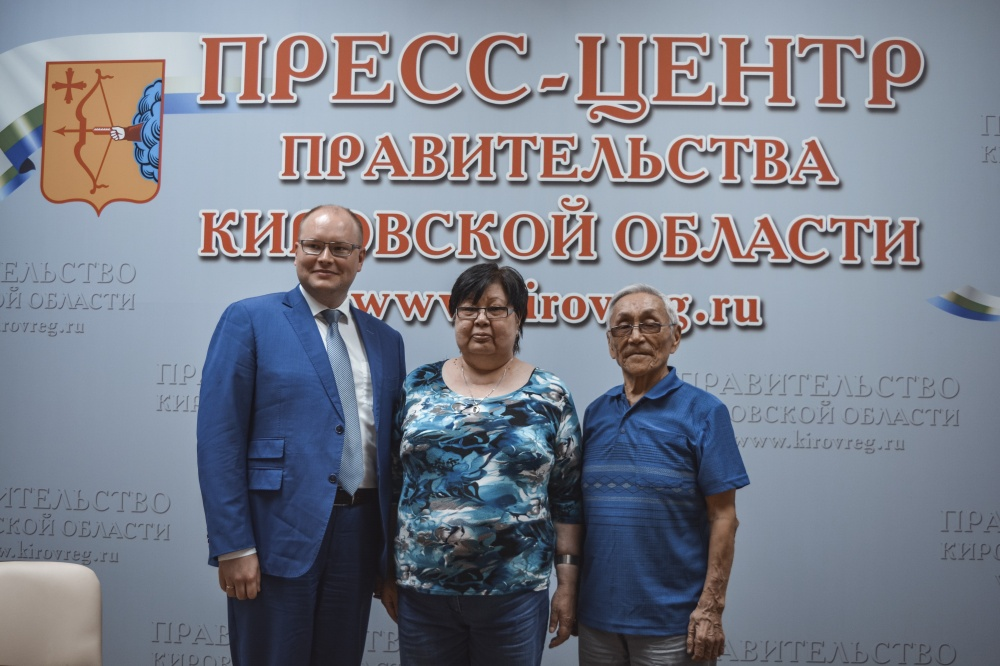 ПРЕСС-ЦЕНТР
ПРАВИТЕЛЬСТВА
КИРОВСКОЙ ОБЛАСТИ
www.kirovreg.ru
ПРАВИТЕЛЬСТВО
КИРОВСКОЙ ОБЛАСТИ
www.kirovreg.ru